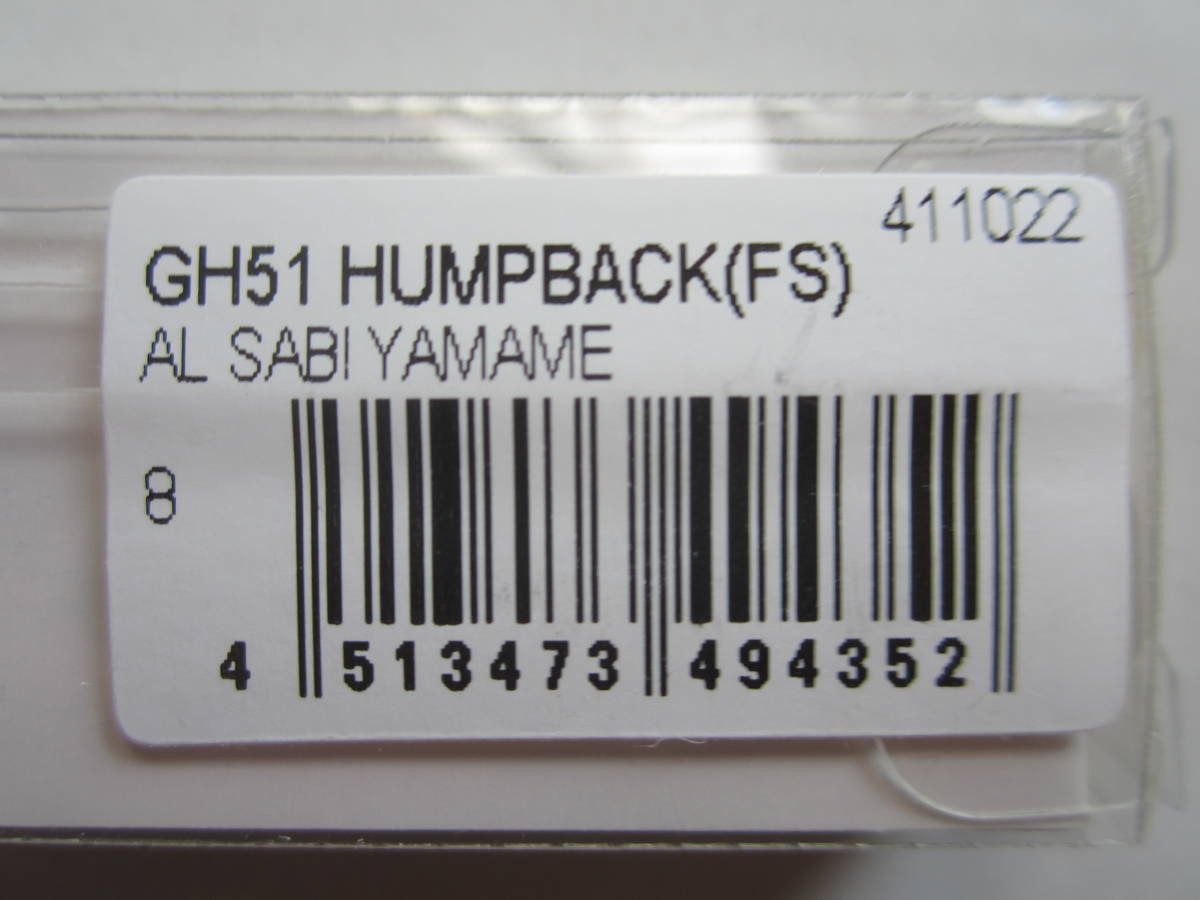 411022
GH51 HUMPBACK(FS)
AL SABI YAMAME
8
4 513473 494352